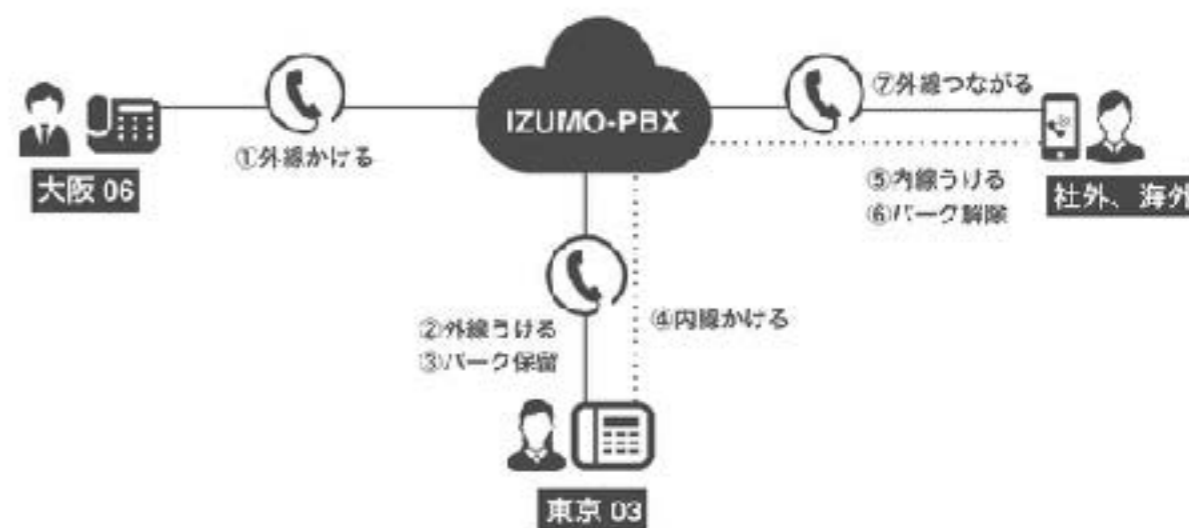 IZUMO-PBX
①外線かける
大阪 06
⑦外線つながる
⑤内線うける
⑥パーク解除
社外、海外
②外線うける
③パーク保留
④内線かける
東京 03